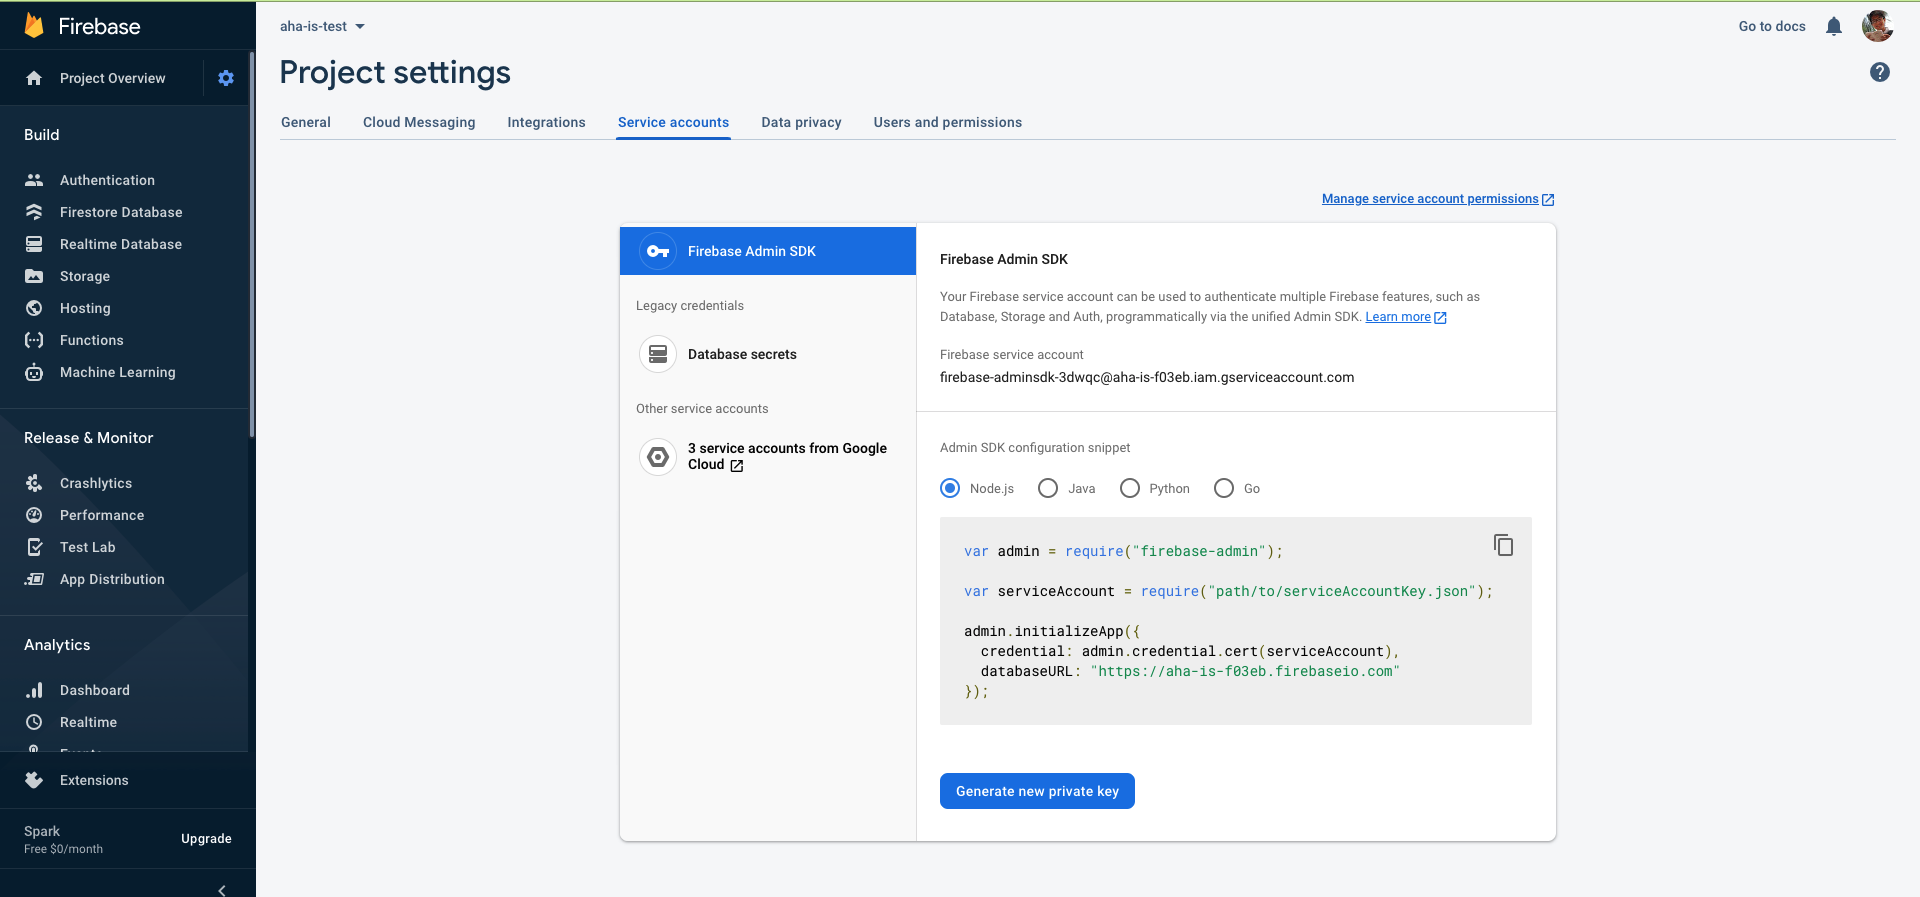 Firebase
Project Overview
Build
Authentication
Firestore Database
Realtime Database
Storage
Hosting
Functions
Machine Learning
Release & Monitor
Crashlytics
Performance
Test Lab
App Distribution
Analytics
Dashboard
Realtime
Events
Extensions
Spark
Free $0/month
Upgrade
aha-is-test
Go to docs
Project settings
General
Cloud Messaging
Integrations
Service accounts
Data privacy
Users and permissions
Manage service account permissions
Firebase Admin SDK
Legacy credentials
Database secrets
Other service accounts
3 service accounts from Google
Cloud
Firebase Admin SDK
Your Firebase service account can be used to authenticate multiple Firebase features, such as
Database, Storage and Auth, programmatically via the unified Admin SDK. Learn more
Firebase service account
firebase-adminsdk-3dwqc@aha-is-f03eb.iam.gserviceaccount.com
Admin SDK configuration snippet
Node.js
Java
Python
Go
var admin = require("firebase-admin");
var serviceAccount = require("path/to/serviceAccountKey.json");
admin.initializeApp({
  credential: admin.credential.cert(serviceAccount),
  databaseURL: "https://aha-is-f03eb.firebaseio.com"
});
Generate new private key